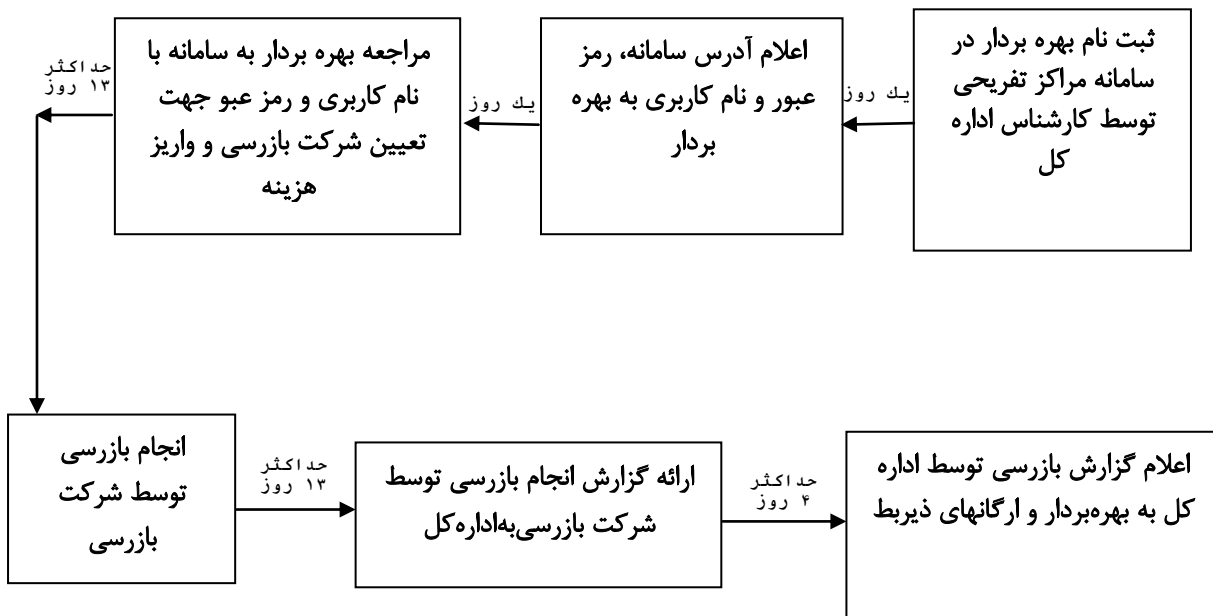 ثبت نام بهره بردار در
سامانه مراکز تفریحی
توسط کارشناس اداره
کل
یك روز
اعلام آدرس سامانه، رمز
عبور و نام کاربری به بهره
بردار
یك روز
مراجعه بهره بردار به سامانه با
نام کاربری و رمز عبو جهت
تعیین شرکت بازرسی و واریز
هزینه
حداکثر
۱۳ روز
انجام بازرسی
توسط شرکت
بازرسی
حداکثر
۱۳ روز
ارائه گزارش انجام بازرسی توسط
شرکت بازرسی‌به‌اداره‌کل
حداکثر
۴ روز
اعلام گزارش بازرسی توسط اداره
کل به بهره‌بردار و ارگانهای ذیربط